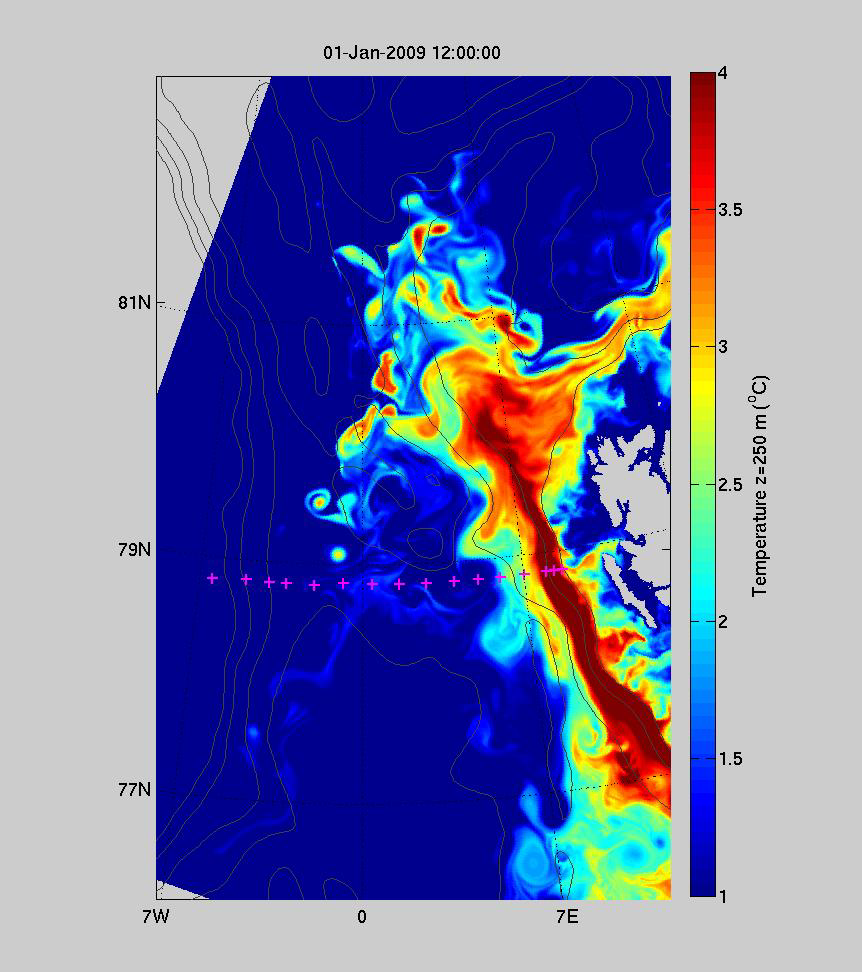 01-Jan-2009 12:00:00
4
3.5
81N
3
2.5
79N
2
1.5
77N
1
7W 0 7E
Temperature z=250 m (°C)